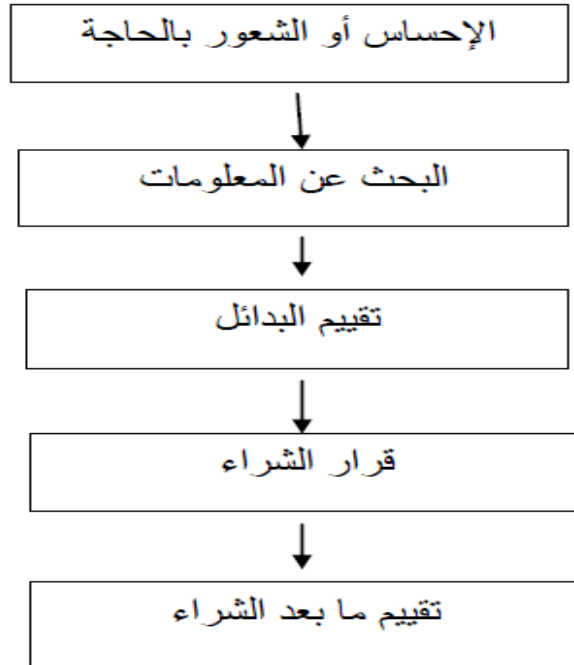 الإحساس أو الشعور بالحاجة
البحث عن المعلومات
تقييم البدائل
قرار الشراء
تقييم ما بعد الشراء